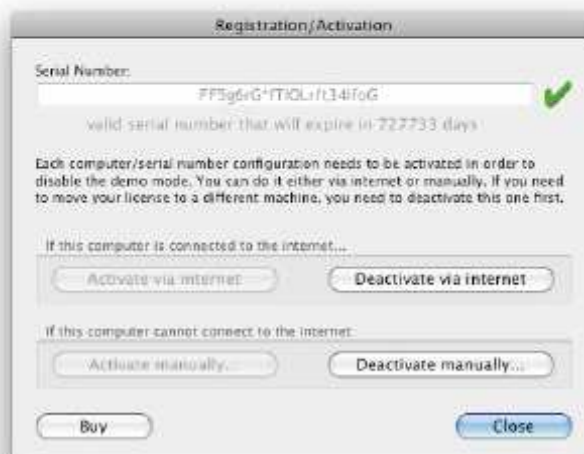 Registration/Activation
Serial Number:
valid serial number that will expire in 727733 days
Each computer/serial number configuration needs to be activated in order to
disable the demo mode. You can do it either via internet or manually. If you need
to move your license to a different machine, you need to deactivate this one first.
If this computer is connected to the internet...
Activate via internet
Deactivate via internet
If this computer cannot connect to the internet
Activate manually...
Deactivate manually...
Buy
Close